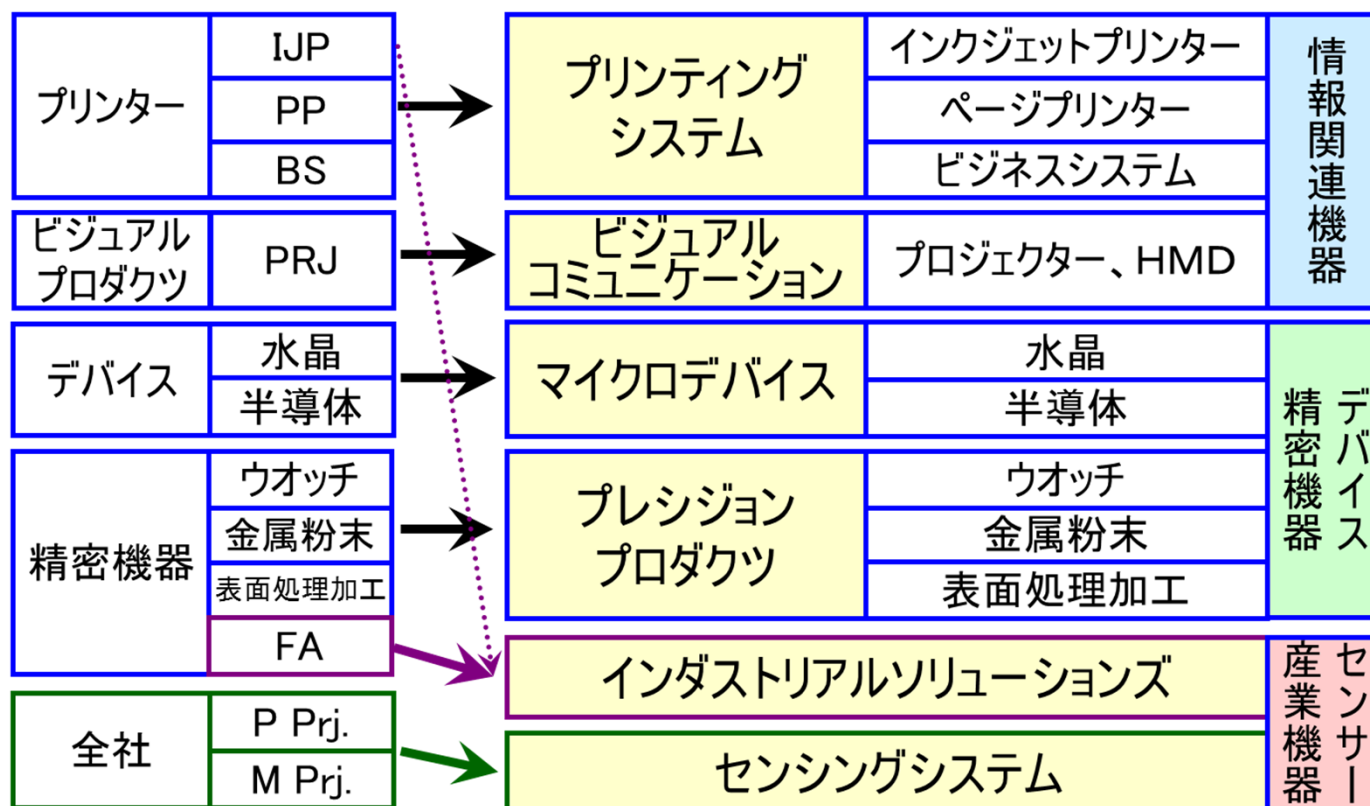 プリンター
IJP
PP
BS
ビジュアル
プロダクツ
PRJ
デバイス
水晶
半導体
精密機器
ウオッチ
金属粉末
表面処理加工
FA
全社
P Prj.
M Prj.
プリンティング
システム
インクジェットプリンター
ページプリンター
ビジネスシステム
ビジュアル
コミュニケーション
プロジェクター、HMD
マイクロデバイス
水晶
半導体
プレシジョン
プロダクツ
ウオッチ
金属粉末
表面処理加工
インダストリアルソリューションズ
センシングシステム
情報関連機器
デバイス
精密機器
センサー
産業機器